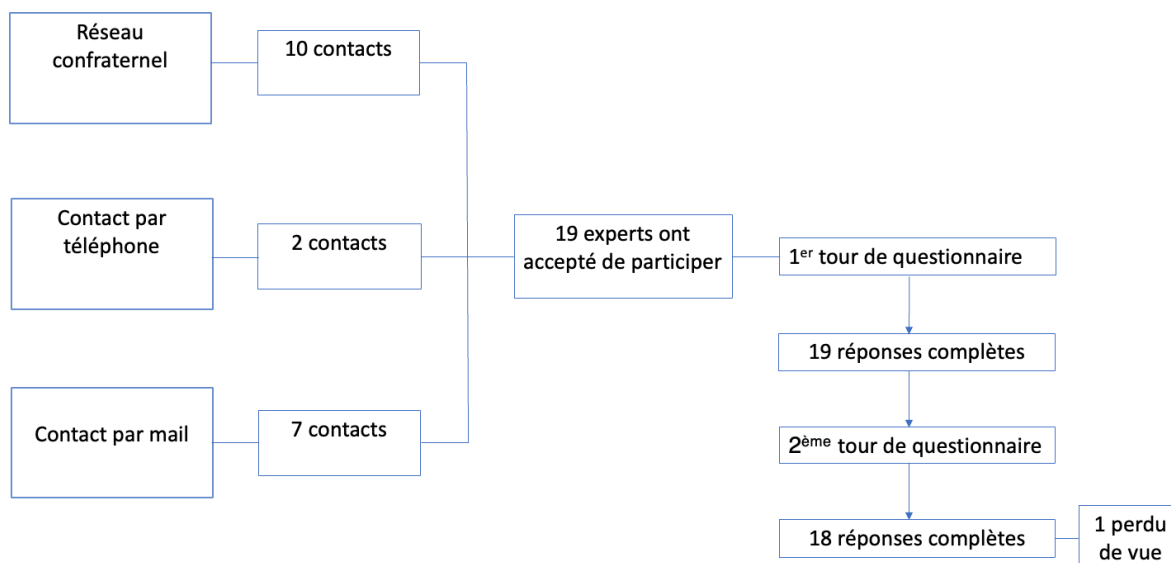 Réseau
confraternel
10 contacts
Contact par
téléphone
2 contacts
19 experts ont
accepté de participer
1er tour de questionnaire
19 réponses complètes
Contact par mail
7 contacts
2ème tour de questionnaire
18 réponses complètes
1 perdu
de vue